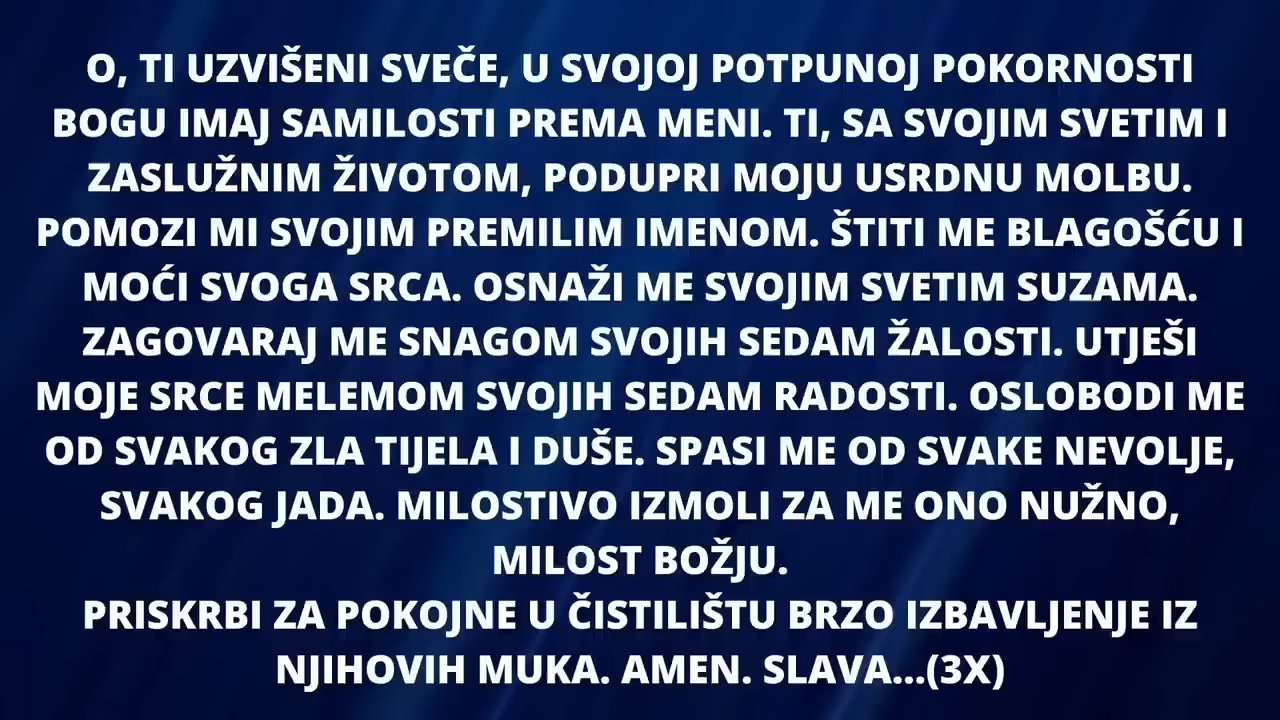 O, TI UZVIŠENI SVEČE, U SVOJOJ POTPUNOJ POKORNOSTI
BOGU IMAJ SAMILOSTI PREMA MENI. TI, SA SVOJIM SVETIM I
ZASLUŽNIM ŽIVOTOM, PODUPRI MOJU USRDNU MOLBU.
POMOZI MI SVOJIM PREMILIM IMENOM. ŠTITI ME BLAGOŠĆU I
MOĆI SVOGA SRCA. OSNAŽI ME SVOJIM SVETIM SUZAMA.
ZAGOVARAJ ME SNAGOM SVOJIH SEDAM ŽALOSTI. UTJEŠI
MOJE SRCE MELEMOM SVOJIH SEDAM RADOSTI. OSLOBODI ME
OD SVAKOG ZLA TIJELA I DUŠE. SPASI ME OD SVAKE NEVOLJE,
SVAKOG JADA. MILOSTIVO IZMOLI ZA ME ONO NUŽNO,
MILOST BOŽJU.
PRISKRBI ZA POKOJNE U ČISTILIŠTU BRZO IZBAVLJENJE IZ
NJIHOVIH MUKA. AMEN. SLAVA...(3X)